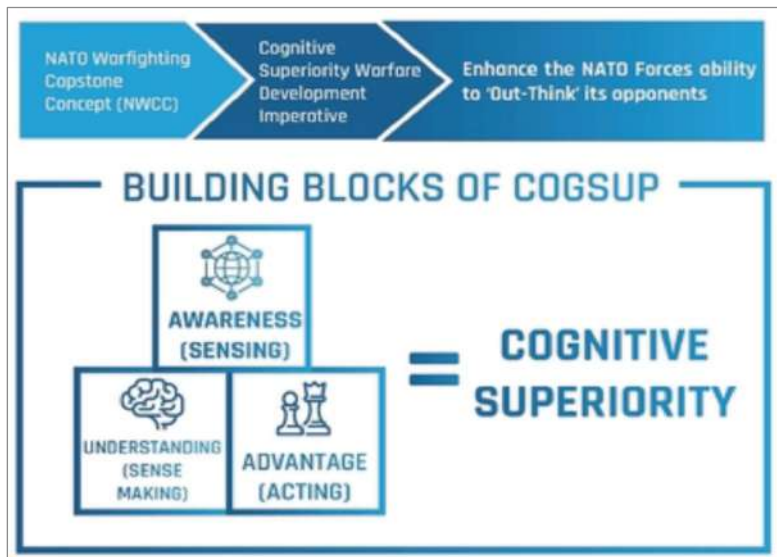 NATO Warfighting
Capstone
Concept (NWCC)
Cognitive
Superiority Warfare
Development
Imperative
Enhance the NATO Forces ability
to 'Out-Think' its opponents
BUILDING BLOCKS OF COGSUP
AWARENESS
(SENSING)
UNDERSTANDING
(SENSE
MAKING)
ADVANTAGE
(ACTING)
=
COGNITIVE
SUPERIORITY